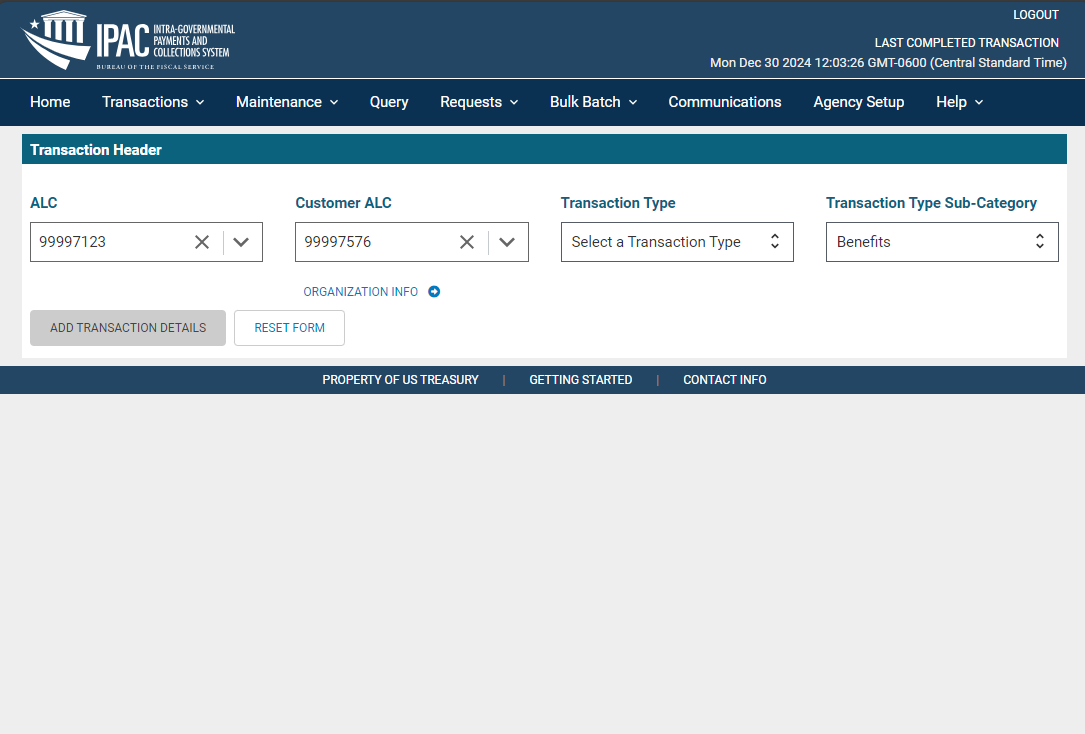 LOGOUT
IPAC INTRA-GOVERNMENTAL
PAYMENTS AND
COLLECTIONS SYSTEM
BUREAU OF THE FISCAL SERVICE
LAST COMPLETED TRANSACTION
Mon Dec 30 2024 12:03:26 GMT-0600 (Central Standard Time)
Home Transactions Maintenance Query Requests Bulk Batch Communications Agency Setup Help
Transaction Header
ALC Customer ALC Transaction Type Transaction Type Sub-Category
99997123 99997576 Select a Transaction Type Benefits
ORGANIZATION INFO
ADD TRANSACTION DETAILS RESET FORM
PROPERTY OF US TREASURY | GETTING STARTED | CONTACT INFO